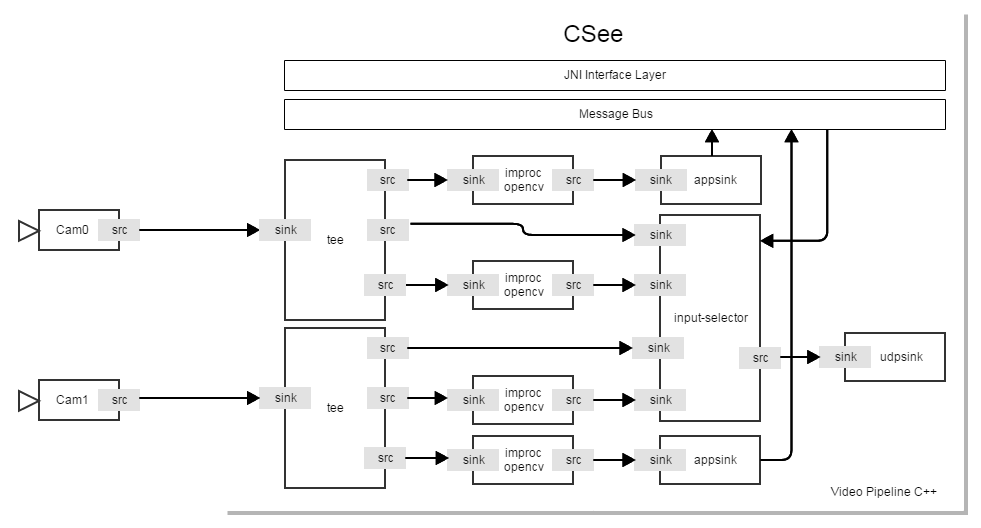 CSee
JNI Interface Layer
Message Bus
src
sink
improc
opencv
src
sink
appsink
Cam0
src
sink
tee
src
sink
src
sink
improc
opencv
src
sink
input-selector
src
sink
src
sink
udpsink
Cam1
src
sink
tee
src
sink
improc
opencv
src
sink
src
sink
improc
opencv
src
sink
appsink
Video Pipeline C++